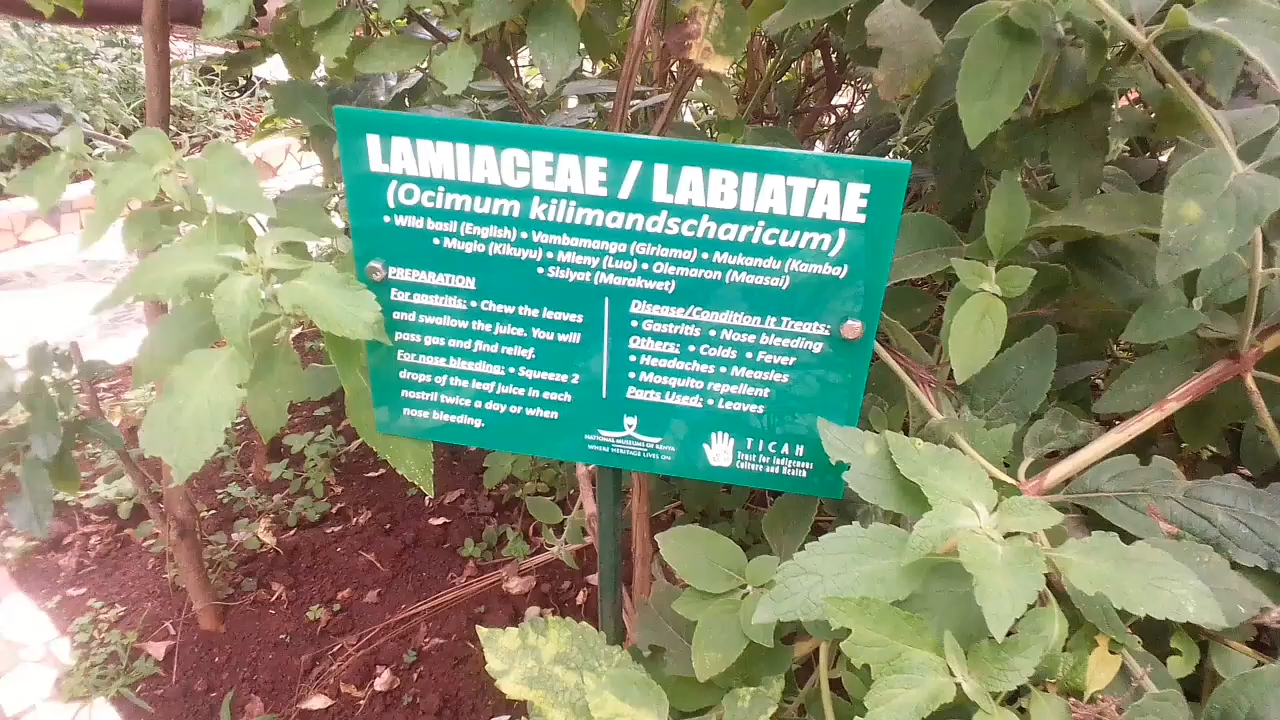 LAMIACEAE / LABIATAE
(Ocimum kilimandscharicum)
• Wild basil (English) • Vambamanga (Giriama) • Mukandu (Kamba)
• Mugio (Kikuyu) • Mieny (Luo) • Olemaron (Maasai)
• Sisiyat (Marakwet)
PREPARATION
For gastritis: • Chew the leaves
and swallow the juice. You will
pass gas and find relief.
For nose bleeding: • Squeeze 2
drops of the leaf juice in each
nostril twice a day or when
nose bleeding.
Disease/Condition It Treats:
• Gastritis • Nose bleeding
Others: • Colds • Fever
• Headaches • Measles
• Mosquito repellent
Parts Used: • Leaves
NATIONAL MUSEUMS OF KENYA
WHERE HERITAGE LIVES ON
TICAH
Trust for Indigenous
Culture and Health